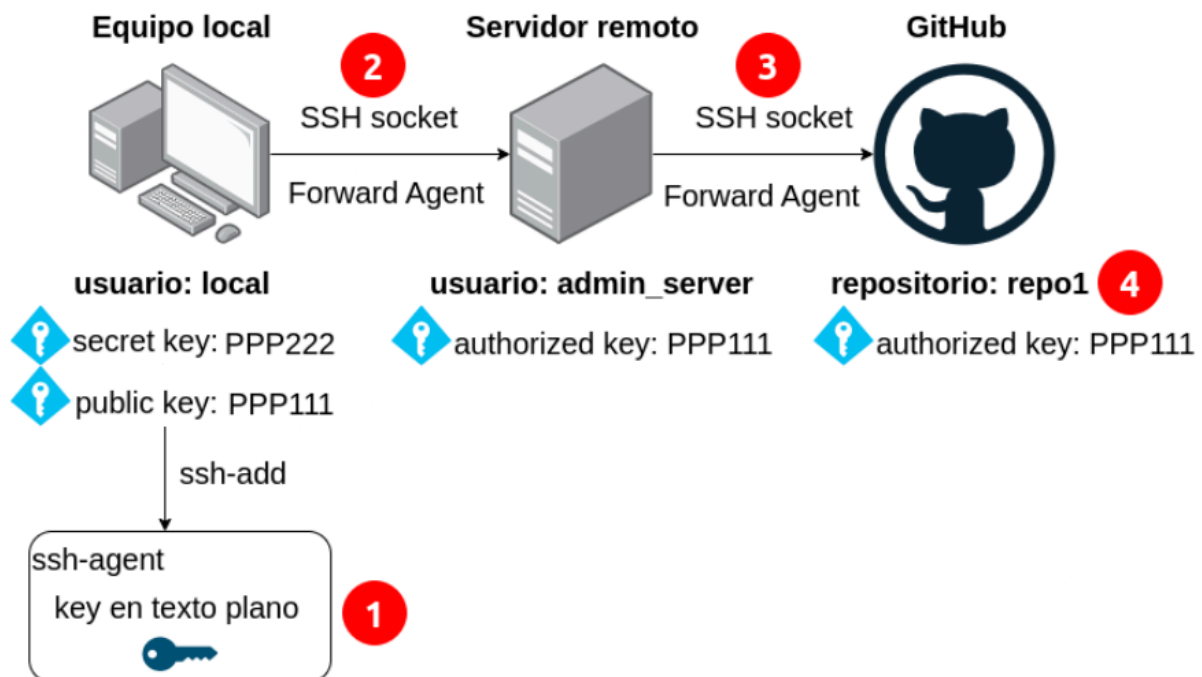 Equipo local
Servidor remoto
GitHub
2
3
SSH socket
SSH socket
Forward Agent
Forward Agent
usuario: local
usuario: admin_server
repositorio: repo1
4
secret key: PPP222
authorized key: PPP111
authorized key: PPP111
public key: PPP111
ssh-add
ssh-agent
key en texto plano
1